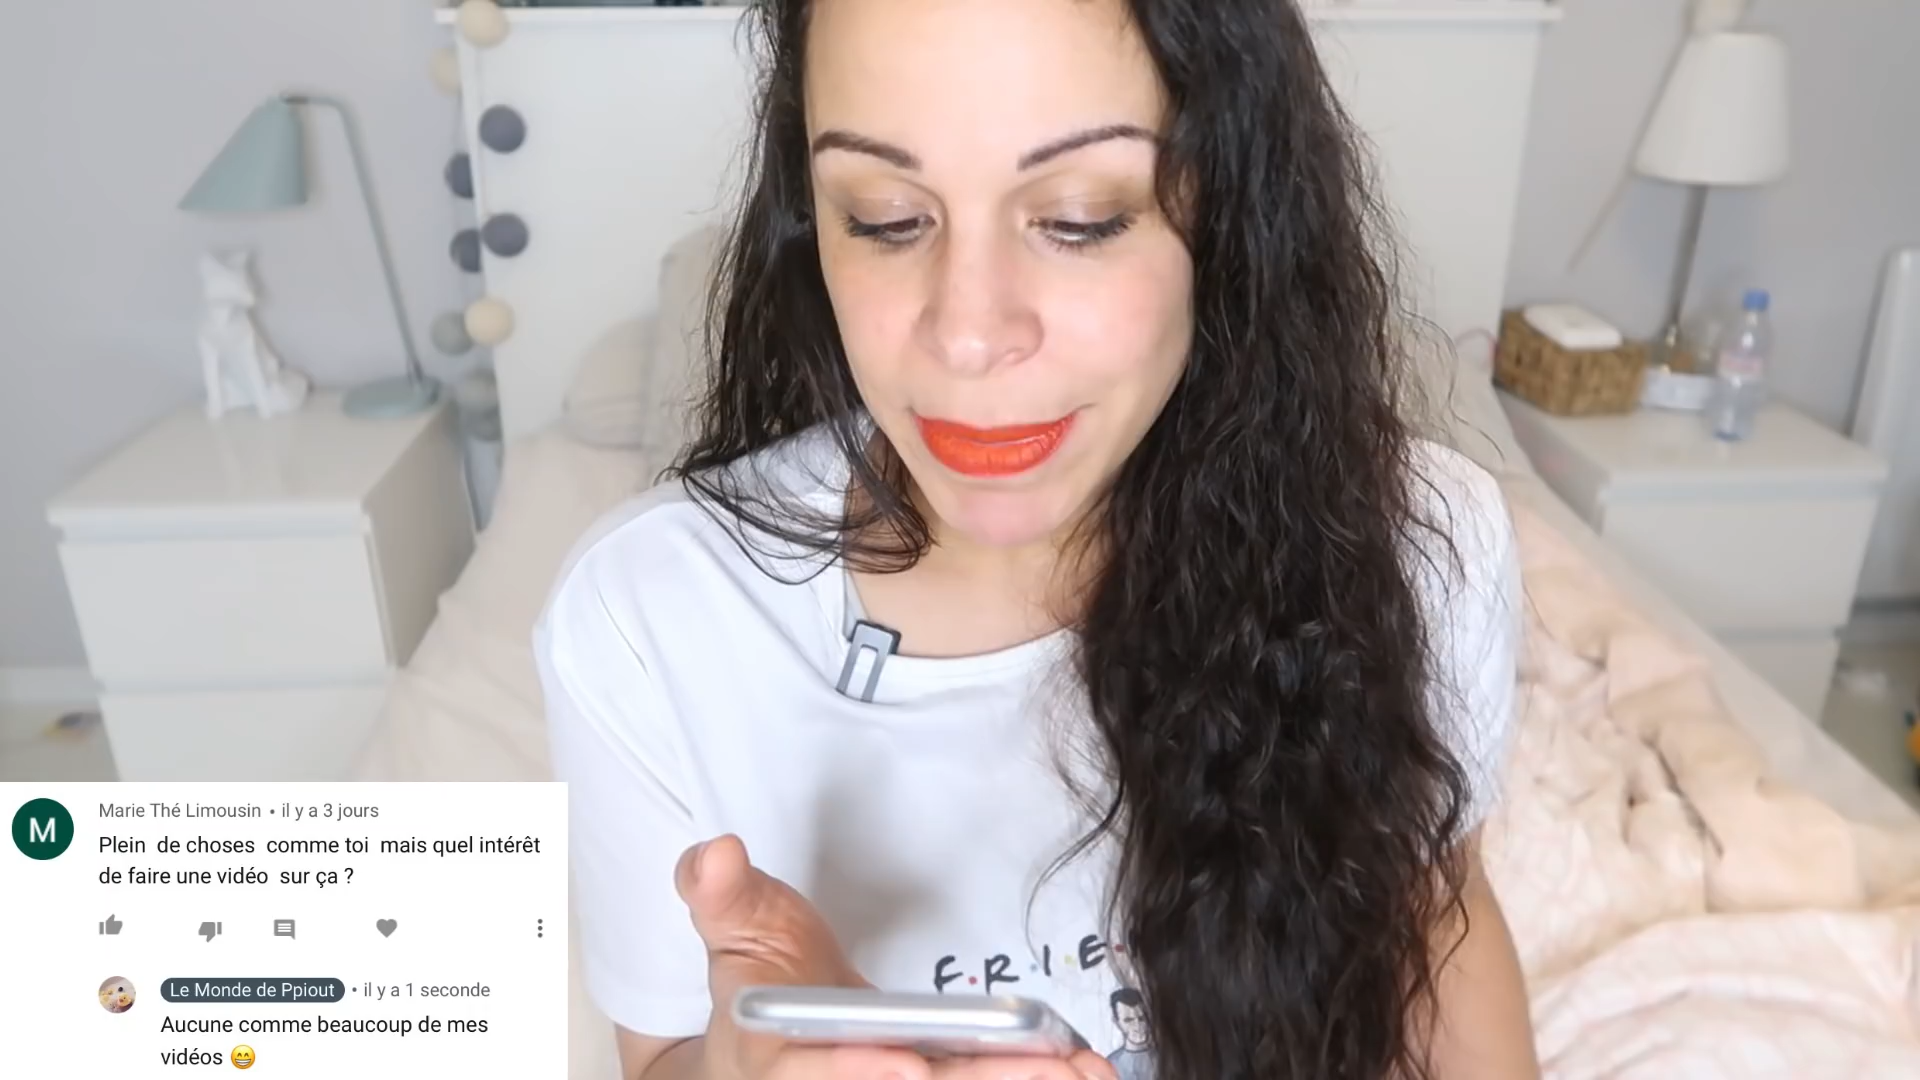 Marie Thé Limousin • il y a 3 jours
Plein de choses comme toi mais quel intérêt
de faire une vidéo sur ça ?
M
Le Monde de Ppiout • il y a 1 seconde
Aucune comme beaucoup de mes
vidéos 😁
F.R.I.E